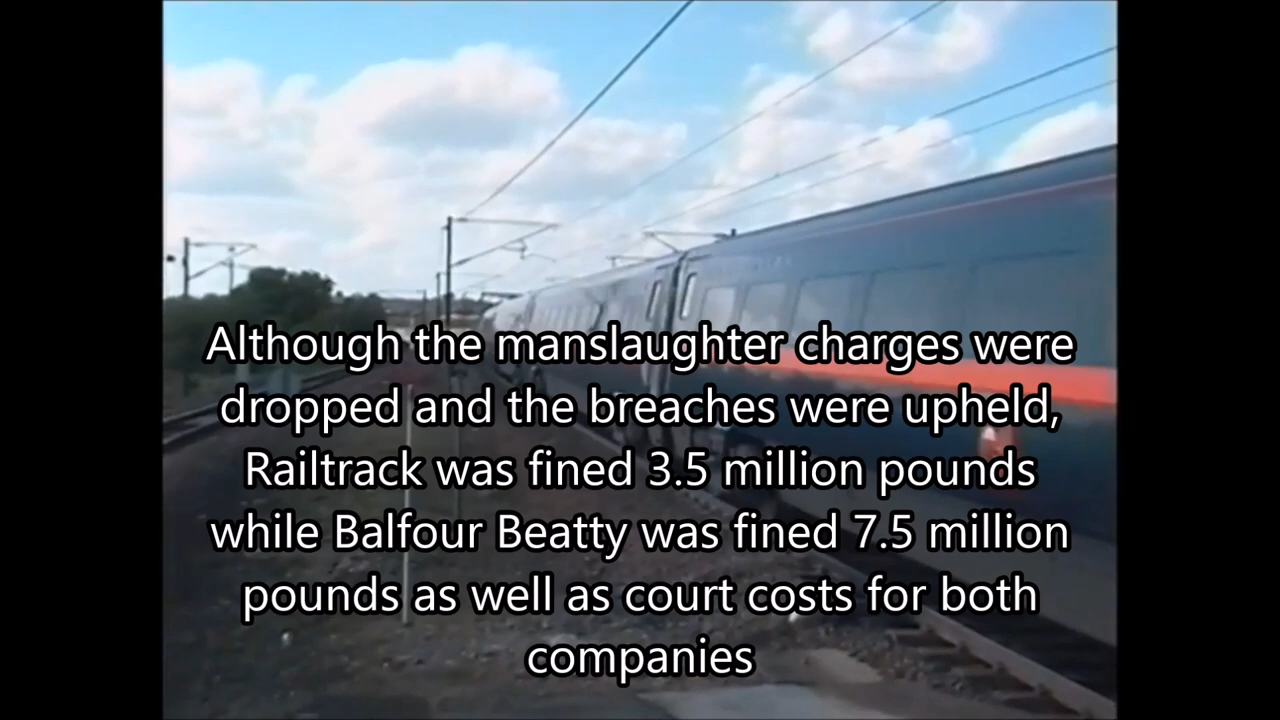 Although the manslaughter charges were
dropped and the breaches were upheld,
Railtrack was fined 3.5 million pounds
while Balfour Beatty was fined 7.5 million
pounds as well as court costs for both
companies